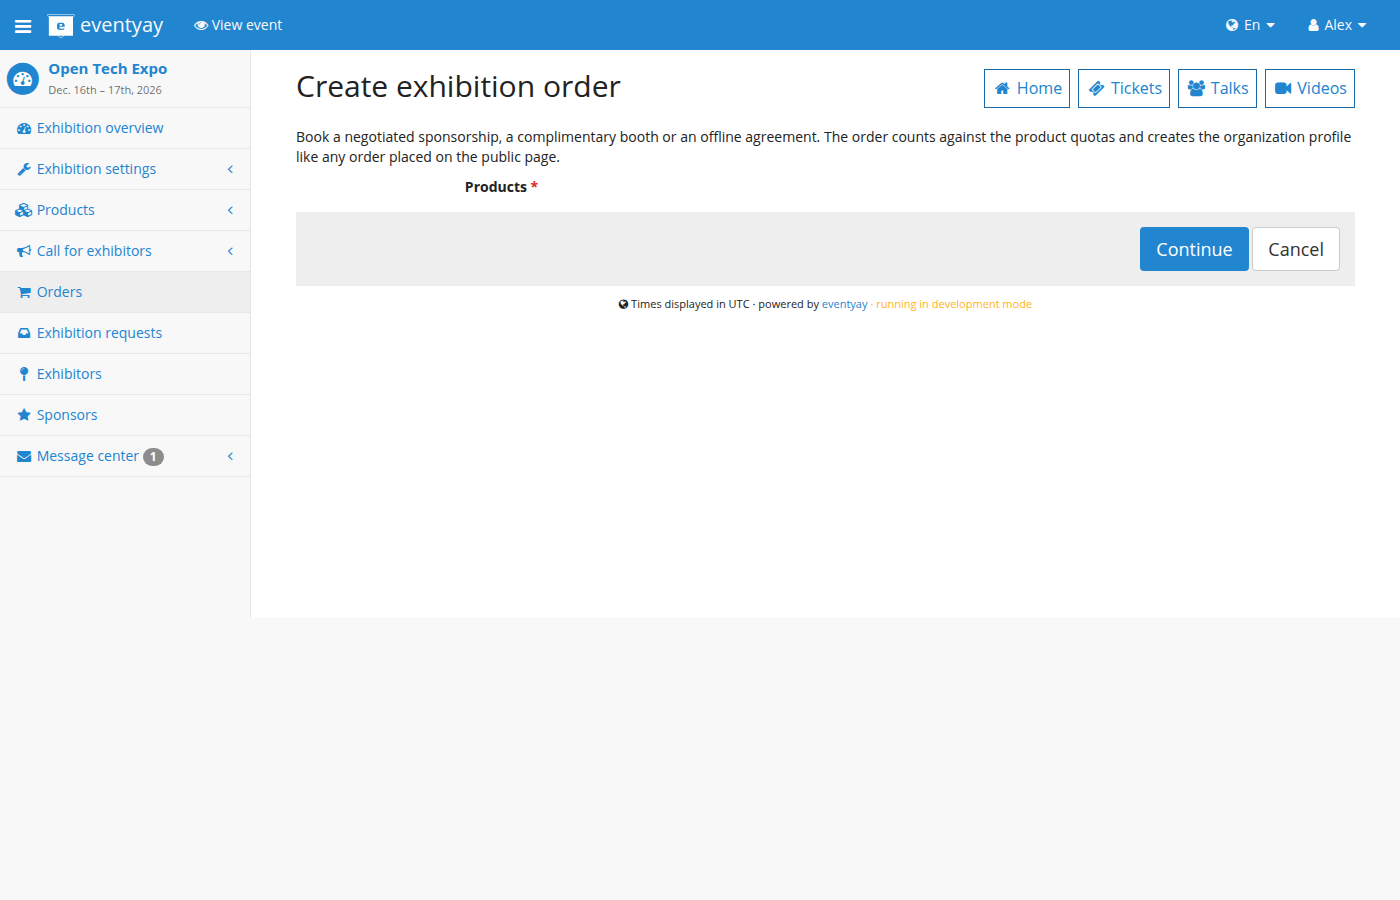 eventyay
View event
En
Alex
Open Tech Expo
Dec. 16th – 17th, 2026
Exhibition overview
Exhibition settings
Products
Call for exhibitors
Orders
Exhibition requests
Exhibitors
Sponsors
Message center 1
Create exhibition order
Home
Tickets
Talks
Videos
Book a negotiated sponsorship, a complimentary booth or an offline agreement. The order counts against the product quotas and creates the organization profile
like any order placed on the public page.
Products *
Continue
Cancel
Times displayed in UTC · powered by eventyay · running in development mode